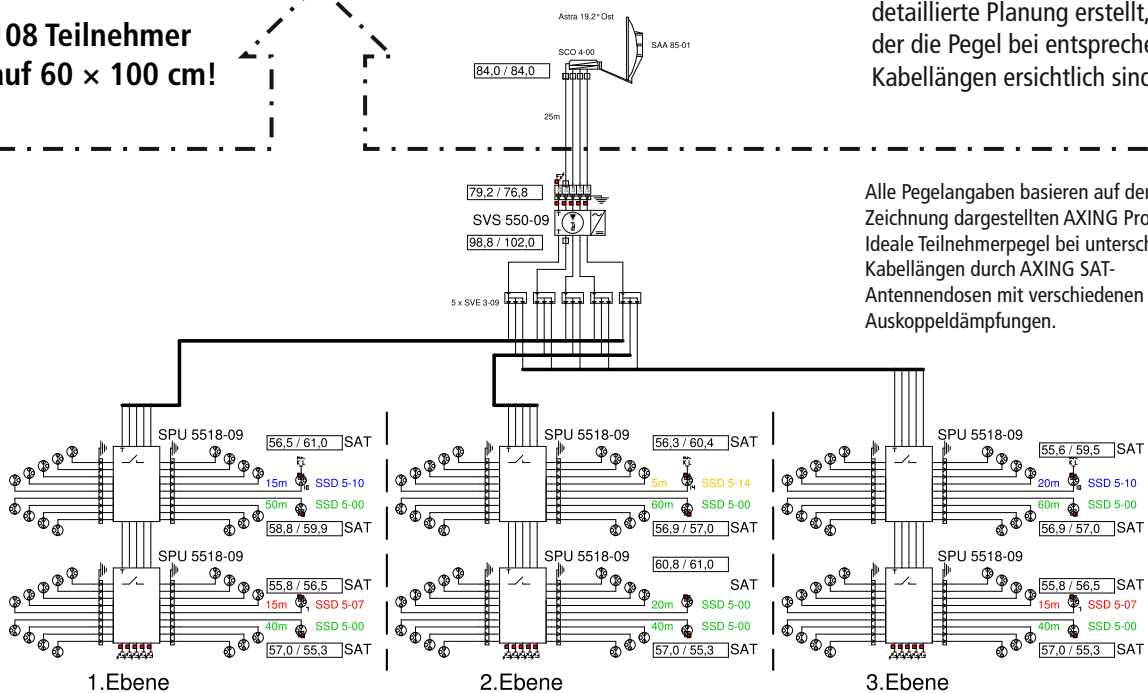 108 Teilnehmer
auf 60 × 100 cm!
detaillierte Planung erstellt,
der die Pegel bei
Kabellängen ersichtlich sind
Astra 19,2° Ost
SAA 85-01
SCO 4-00
84,0 / 84,0
25m
79,2 / 76,8
SVS 550-09
98,8 / 102,0
5 x SVE 3-09
Alle Pegelangaben basieren auf der
Zeichnung dargestellten AXING
Ideale Teilnehmerpegel bei
Kabellängen durch AXING SAT-
Antennendosen mit verschiedenen
Auskoppeldämpfungen.
SPU 5518-09
56,5 / 61,0 SAT
15m SSD 5-10
50m SSD 5-00
58,8 / 59,9 SAT
SPU 5518-09
55,8 / 56,5 SAT
15m SSD 5-07
40m SSD 5-00
57,0 / 55,3 SAT
1.Ebene
SPU 5518-09
56,3 / 60,4 SAT
5m SSD 5-14
60m SSD 5-00
56,9 / 57,0 SAT
SPU 5518-09
60,8 / 61,0
SAT
20m SSD 5-00
40m SSD 5-00
57,0 / 55,3 SAT
2.Ebene
SPU 5518-09
55,6 / 59,5 SAT
20m SSD 5-10
60m SSD 5-00
56,9 / 57,0 SAT
SPU 5518-09
55,8 / 56,5 SAT
15m SSD 5-07
40m SSD 5-00
57,0 / 55,3 SAT
3.Ebene